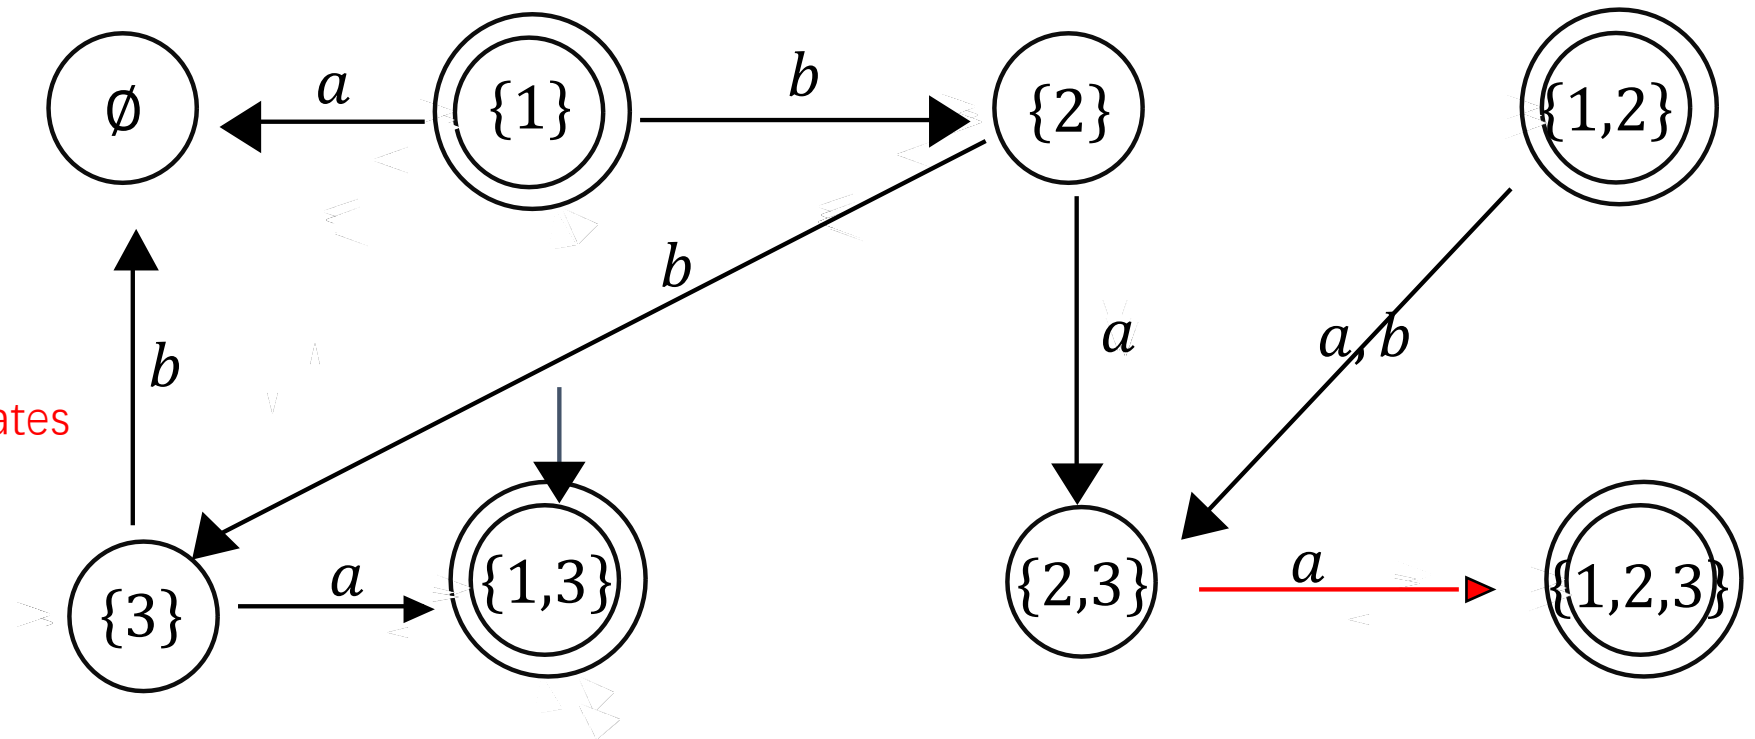 ∅
a
{1}
b
{2}
{1,2}
b
a
a, b
b
ates
{3}
a
{1,3}
{2,3}
a
{1,2,3}